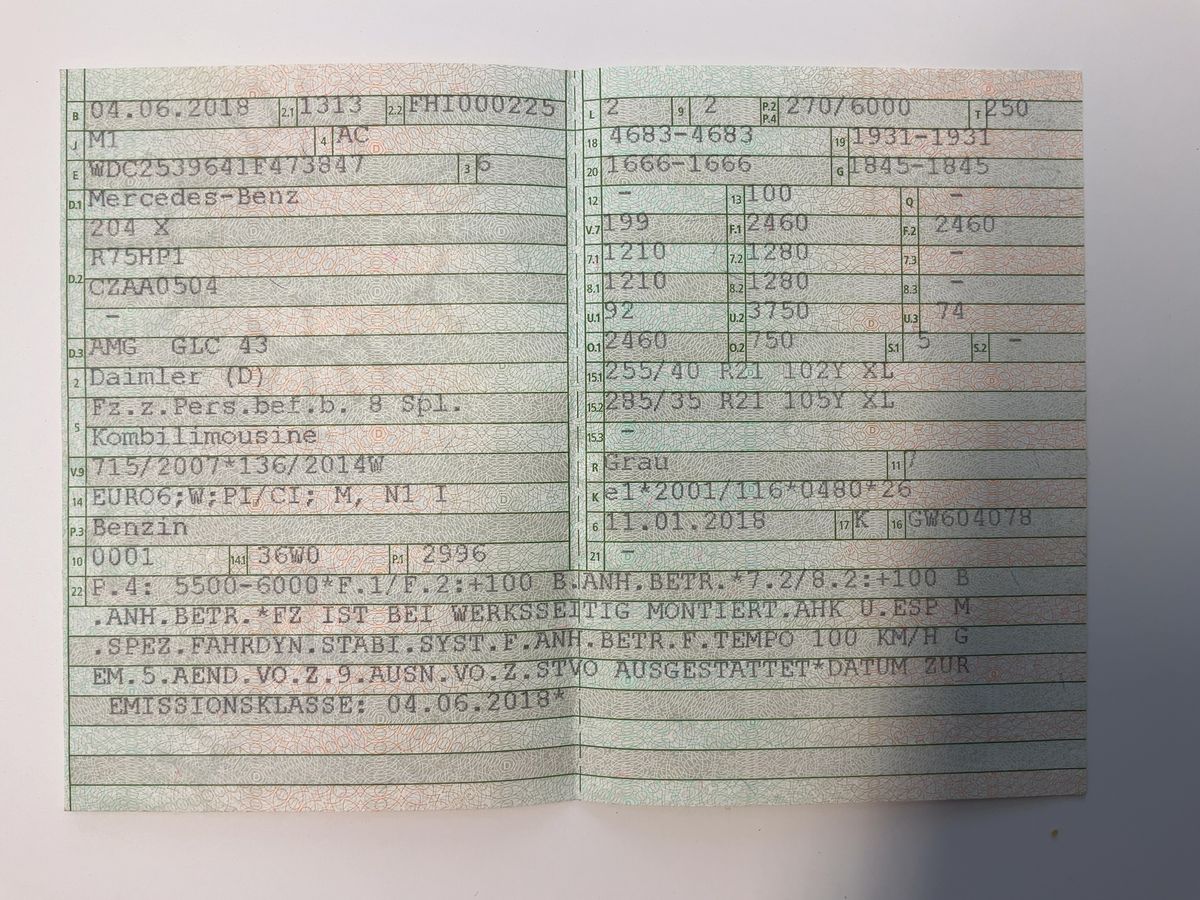 B 04.06.2018 2.1 1313 2.2 FHI000225
J M1 4 AC
E WDC2539641F473847 3 6
D.1 Mercedes-Benz
204 X
D.2 R75HP1
CZAA0504
-
D.3 AMG GLC 43
2 Daimler (D)
5 Fz.z.Pers.bef.b. 8 Spl.
Kombilimousine
V.9 715/2007*136/2014W
14 EURO6;W;PI/CI; M, N1 I
P.3 Benzin
10 0001 14.1 36W0 P.1 2996
L 2 9 2 P.2 P.4 270/6000 T 250
18 4683-4683 19 1931-1931
20 1666-1666 G 1845-1845
12 - 13 100 Q -
V.7 199 F.1 2460 F.2 2460
7.1 1210 7.2 1280 7.3 -
8.1 1210 8.2 1280 8.3 -
U.1 92 U.2 3750 U.3 74
O.1 2460 O.2 750 S.1 5 S.2 -
15.1 255/40 R21 102Y XL
15.2 285/35 R21 105Y XL
15.3 -
R Grau 11 7
K e1*2001/116*0480*26
6 11.01.2018 17 K 16 GW604078
21 -
22 P.4: 5500-6000*F.1/F.2:+100 B.ANH.BETR.*7.2/8.2:+100 B
.ANH.BETR.*FZ IST BEI WERKSSEITIG MONTIERT.AHK U.ESP M
.SPEZ.FAHRDYN.STABI.SYST.F.ANH.BETR.F.TEMPO 100 KM/H G
EM.5.AEND.VO.Z.9.AUSN.VO.Z.STVO AUSGESTATTET*DATUM ZUR
EMISSIONSKLASSE: 04.06.2018*